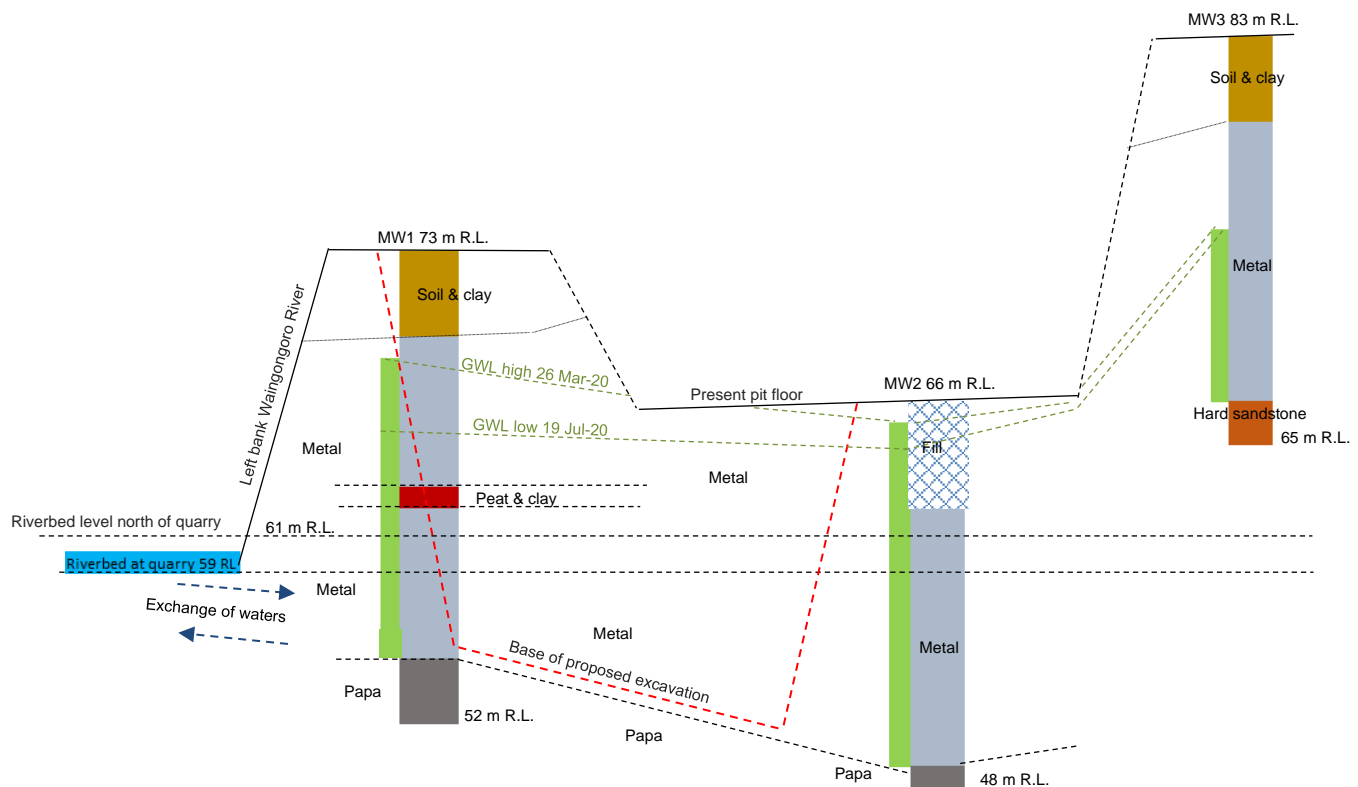 MW3 83 m R.L.
Soil & clay
MW1 73 m R.L.
Metal
Soil & clay
Left bank Waingongoro River
GWL high 26 Mar-20
Present pit floor
MW2 66 m R.L.
Hard sandstone
65 m R.L.
GWL low 19 Jul-20
Metal
Fill
Metal
Peat & clay
Riverbed level north of quarry
61 m R.L.
Riverbed at quarry 59 RL
Metal
Exchange of waters
Metal
Metal
Base of proposed excavation
Papa
52 m R.L.
Papa
Papa
48 m R.L.